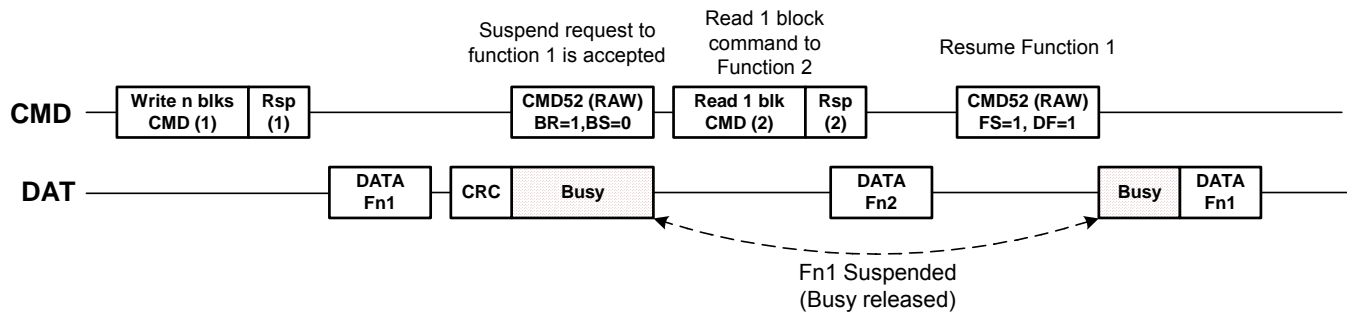 Suspend request to
function 1 is accepted
Read 1 block
command to
Function 2
Resume Function 1
CMD
Write n blks
CMD (1)
Rsp
(1)
CMD52 (RAW)
BR=1,BS=0
Read 1 blk
CMD (2)
Rsp
(2)
CMD52 (RAW)
FS=1, DF=1
DAT
DATA
Fn1
CRC
Busy
DATA
Fn2
Busy
DATA
Fn1
Fn1 Suspended
(Busy released)